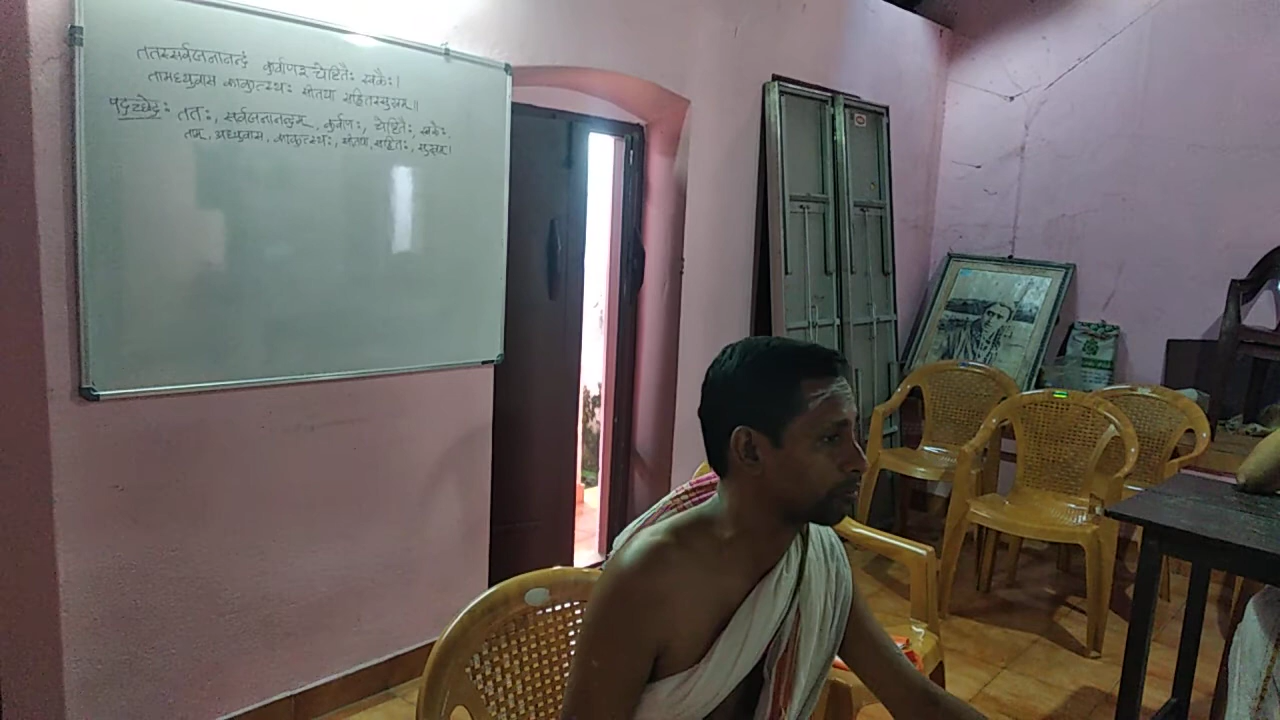 ततस्सर्वजनानन्दं कुर्वाणश्चेष्टितैः स्वकैः।
तामध्युवास काकुत्स्थः सीतया सहितस्सुखम्॥
पदच्छेदः ततः, सर्वजनानन्दम्, कुर्वाणः, चेष्टितैः, स्वकैः,
ताम्, अध्युवास, काकुत्स्थः, सीतया, सहितः, सुखम्।